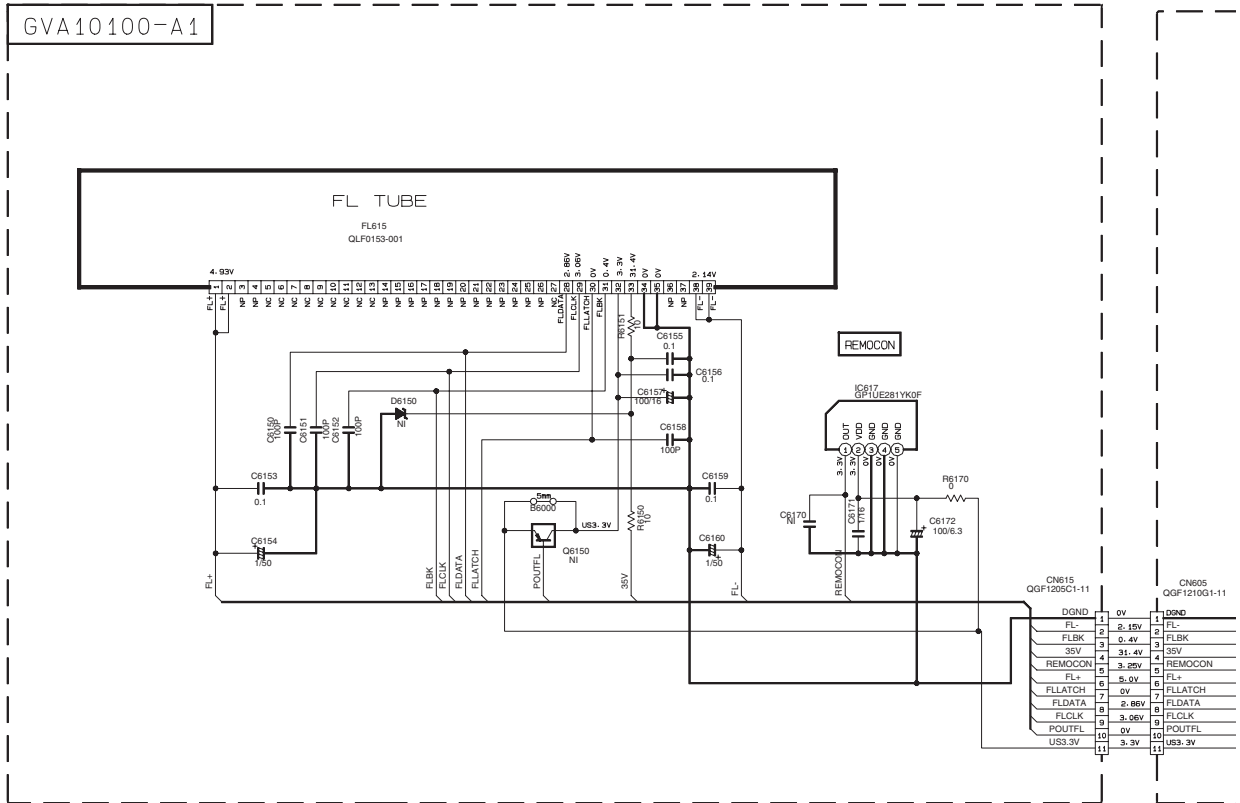 GVA10100-A1
FL TUBE
FL615
QLF0153-001
4.93V
2.86V
3.06V
0V
0.4V
3.3V
31.4V
0V
0V
2.14V
1 2 3 4 5 6 7 8 9 10 11 12 13 14 15 16 17 18 19 20 21 22 23 24 25 26 27 28 29 30 31 32 33 34 35 36 37 38 39
FL+
FL+
NP
NP
NC
NC
NC
NC
NC
NC
NC
NC
NC
NP
NP
NP
NP
NP
NP
NP
NP
NP
NP
NP
NP
NP
NC
FLDATA
FLCLK
FLLATCH
FLBK
NP
NP
FL-
FL-
R6151
10
C6155
0.1
C6156
0.1
C6157
+
100/16
C6158
100P
D6150
NI
C6150
100P
C6151
100P
C6152
100P
C6153
0.1
C6159
0.1
+
C6154
1/50
5mm
B6000
US3.3V
Q6150
NI
R6150
10
C6160
+
1/50
FL+
FLBK
FLCLK
FLDATA
FLLATCH
POUTFL
35V
FL-
REMOCON
REMOCON
IC617
GP1UE281YK0F
OUT
VDD
GND
GND
GND
1 2 3 4 5
3.3V
3.3V
0V
0V
0V
R6170
0
C6170
NI
C6171
1/16
C6172
+
100/6.3
CN615
QGF1205C1-11
CN605
QGF1210G1-11
DGND 1 0V 1 DGND
FL- 2 2.15V 2 FL-
FLBK 3 0.4V 3 FLBK
35V 4 31.4V 4 35V
REMOCON 5 3.25V 5 REMOCON
FL+ 6 5.0V 6 FL+
FLLATCH 7 0V 7 FLLATCH
FLDATA 8 2.86V 8 FLDATA
FLCLK 9 3.06V 9 FLCLK
POUTFL 10 0V 10 POUTFL
US3.3V 11 3.3V 11 US3.3V